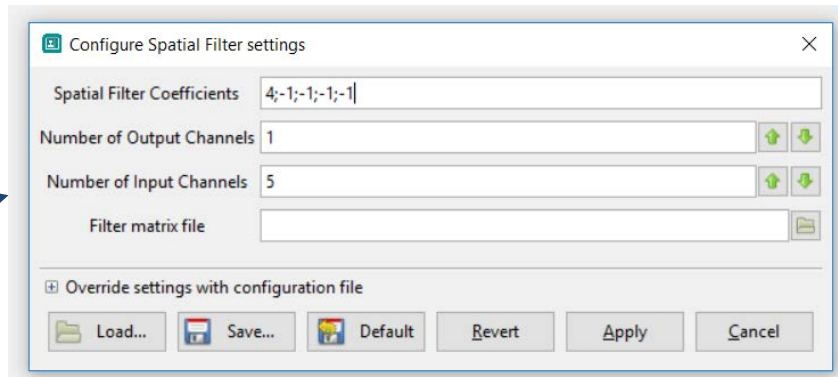 Configure Spatial Filter settings
Spatial Filter Coefficients 4;-1;-1;-1;-1
Number of Output Channels 1
Number of Input Channels 5
Filter matrix file
Override settings with configuration file
Load... Save... Default Revert Apply Cancel